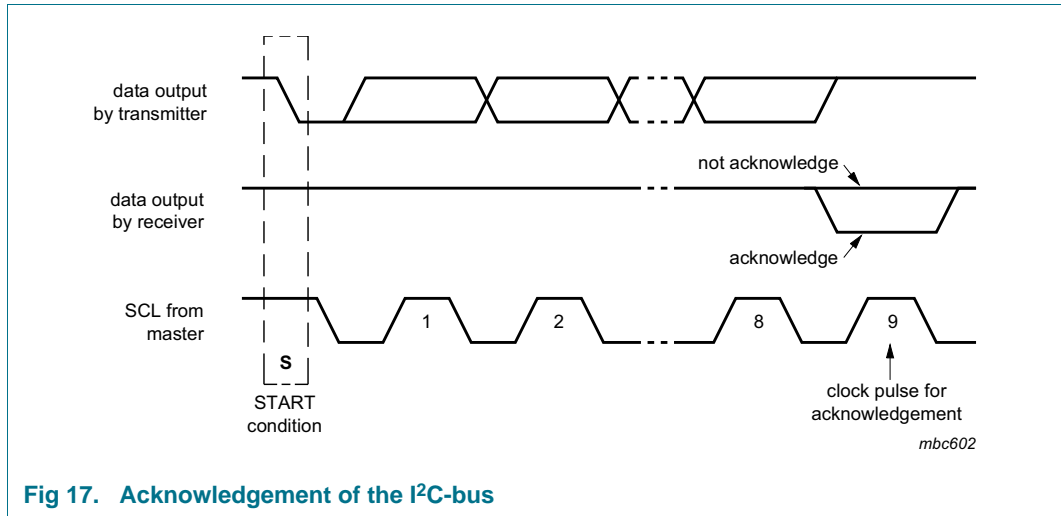 data output
by transmitter
not acknowledge
data output
by receiver
acknowledge
SCL from
master
1
2
8
9
S
START
condition
clock pulse for
acknowledgement
mbc602
Fig 17. Acknowledgement of the I²C-bus